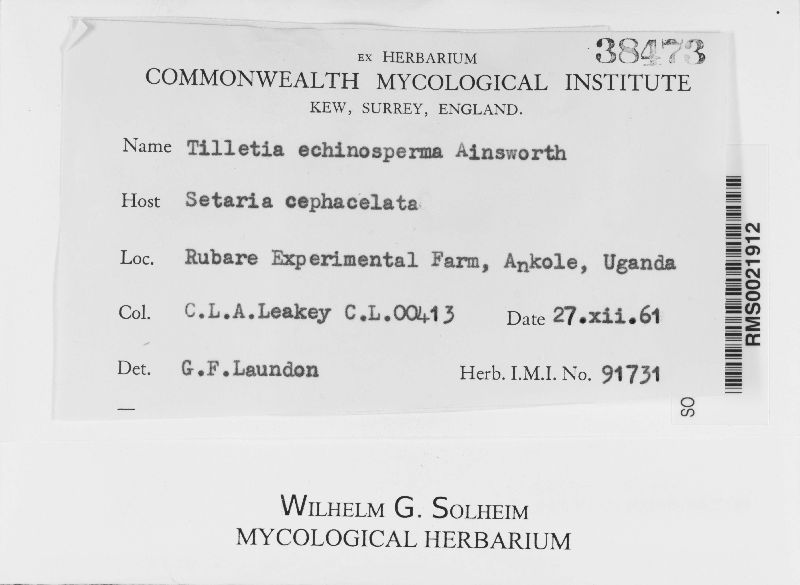 38473
EX HERBARIUM
COMMONWEALTH MYCOLOGICAL INSTITUTE
KEW, SURREY, ENGLAND.
Name Tilletia echinosperma Ainsworth
Host Setaria cephacelata
Loc. Rubare Experimental Farm, Ankole, Uganda
Col. C.L.A.Leakey C.L.00413 Date 27.xii.61
Det. G.F.Laundon Herb. I.M.I. No. 91731
RMS0021912
SO
WILHELM G. SOLHEIM
MYCOLOGICAL HERBARIUM